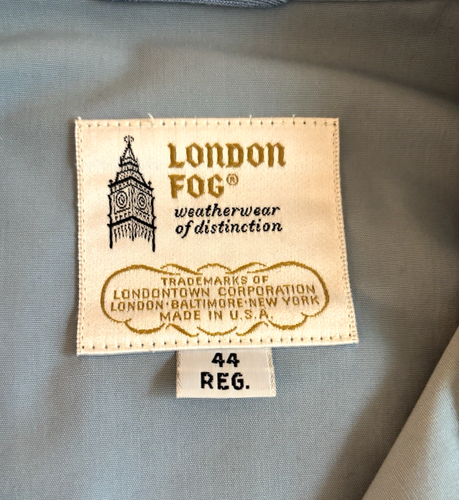 LONDON
FOG®
weatherwear
of distinction
TRADEMARKS OF
LONDONTOWN CORPORATION
LONDON·BALTIMORE·NEW YORK
MADE IN U.S.A.
44
REG.